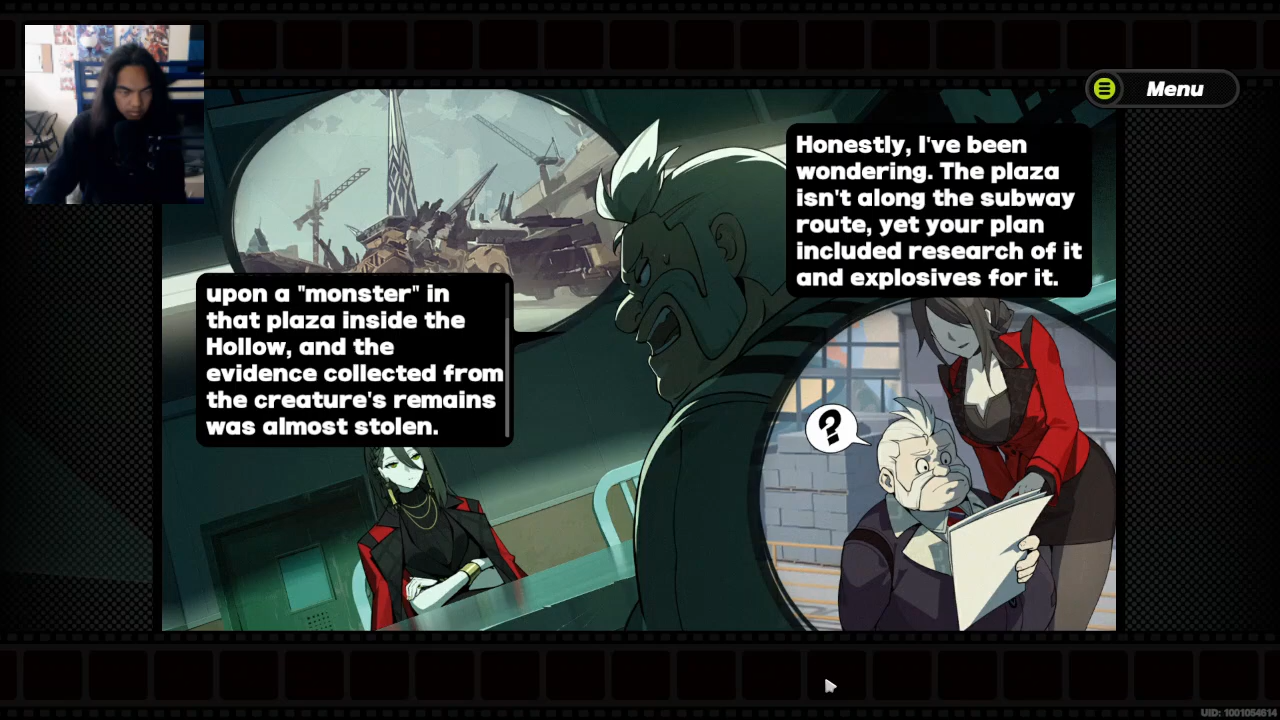 Menu
Honestly, I've been
wondering. The plaza
isn't along the subway
route, yet your plan
included research of it
and explosives for it.
upon a "monster" in
that plaza inside the
Hollow, and the
evidence collected from
the creature's remains
was almost stolen.
?
UID: 1001054614